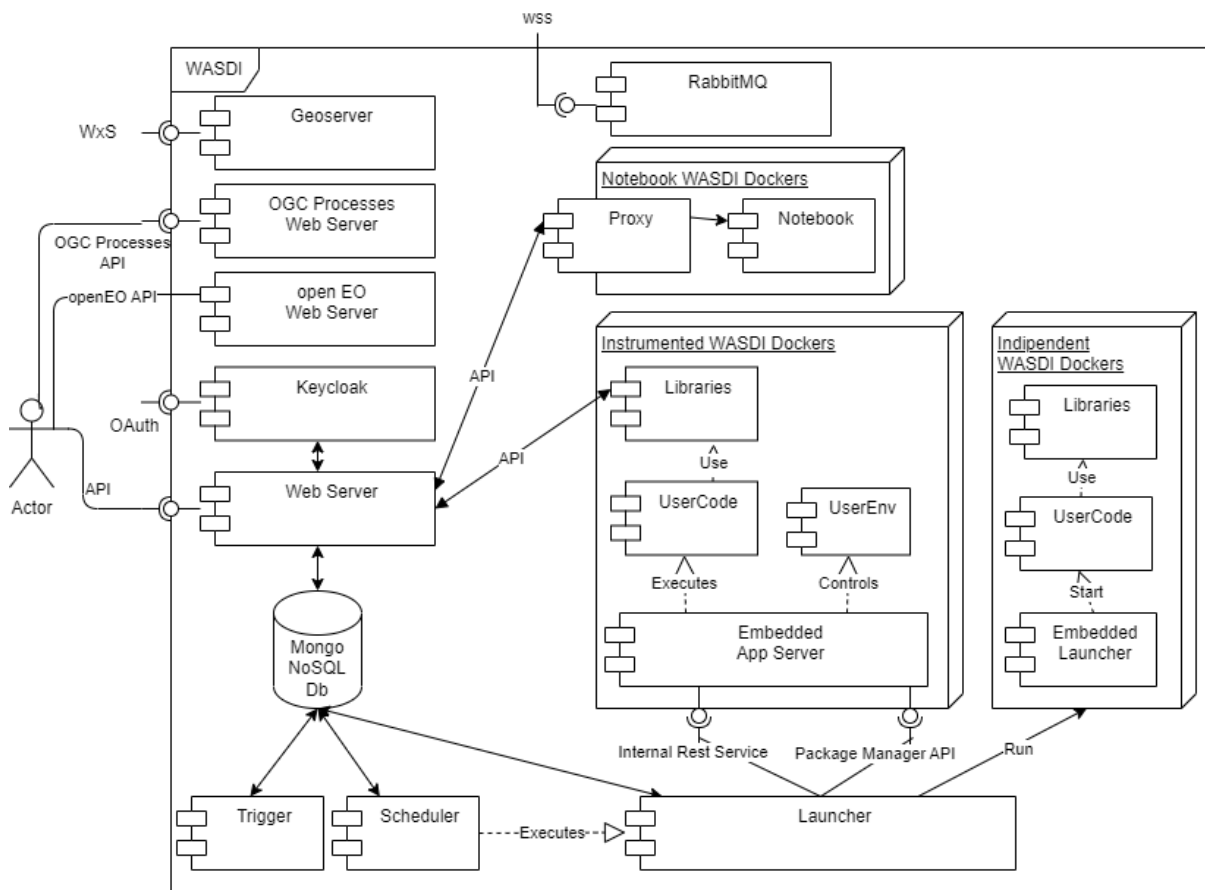 wss
WASDI
RabbitMQ
Geoserver
WxS
Notebook WASDI Dockers
OGC Processes
Web Server
Proxy
Notebook
OGC Processes
API
open EO
Web Server
openEO API
Instrumented WASDI Dockers
Indipendent
WASDI Dockers
Keycloak
API
Libraries
Libraries
OAuth
API
Use
Use
Web Server
API
UserCode
UserEnv
UserCode
Actor
Executes
Controls
Start
Mongo
NoSQL
Db
Embedded
App Server
Embedded
Launcher
Internal Rest Service
Package Manager API
Run
Trigger
Scheduler
Executes
Launcher